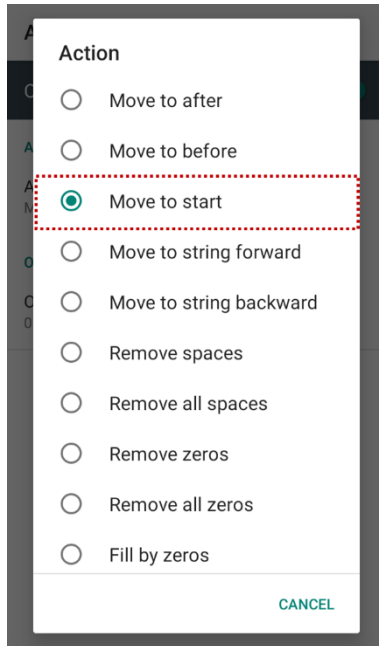 Action
Move to after
Move to before
Move to start
Move to string forward
Move to string backward
Remove spaces
Remove all spaces
Remove zeros
Remove all zeros
Fill by zeros
CANCEL